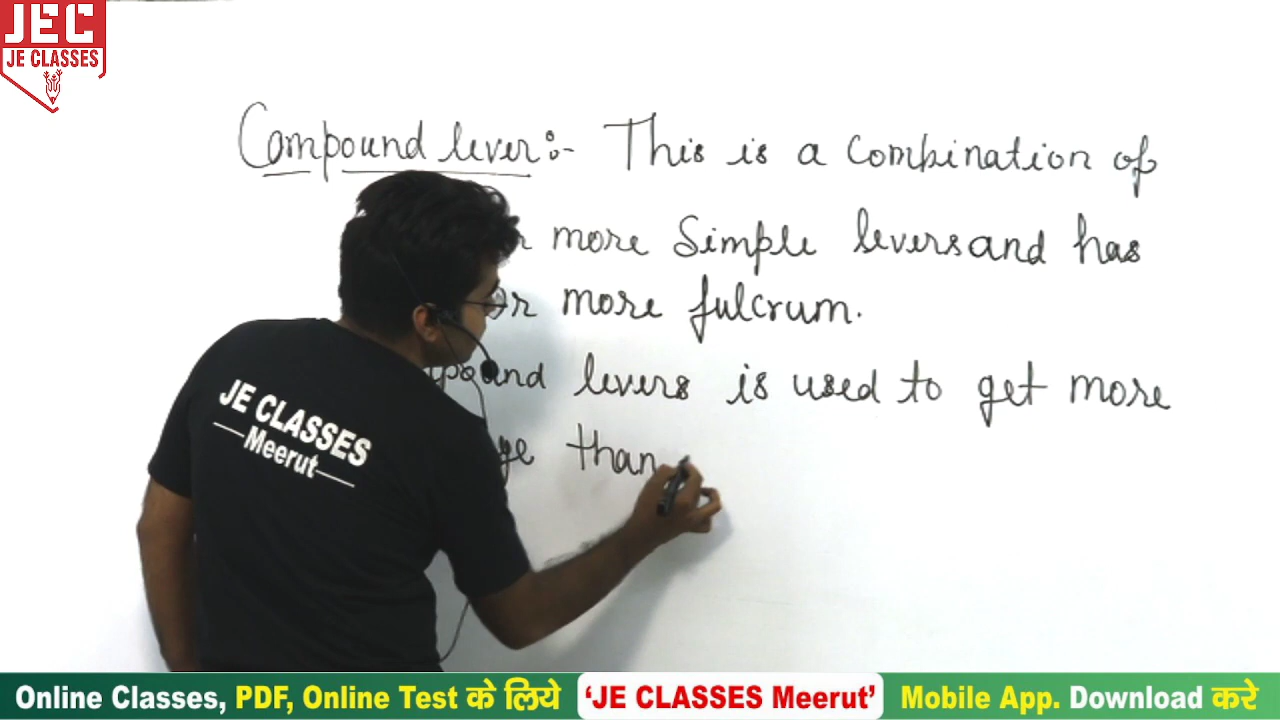 JEC
JE CLASSES
Compound lever:- This is a combination of
more Simple levers and has
or more fulcrum.
levers is used to get more
than
JE CLASSES
Meerut
Online Classes, PDF, Online Test के लिये 'JE CLASSES Meerut' Mobile App. Download करे